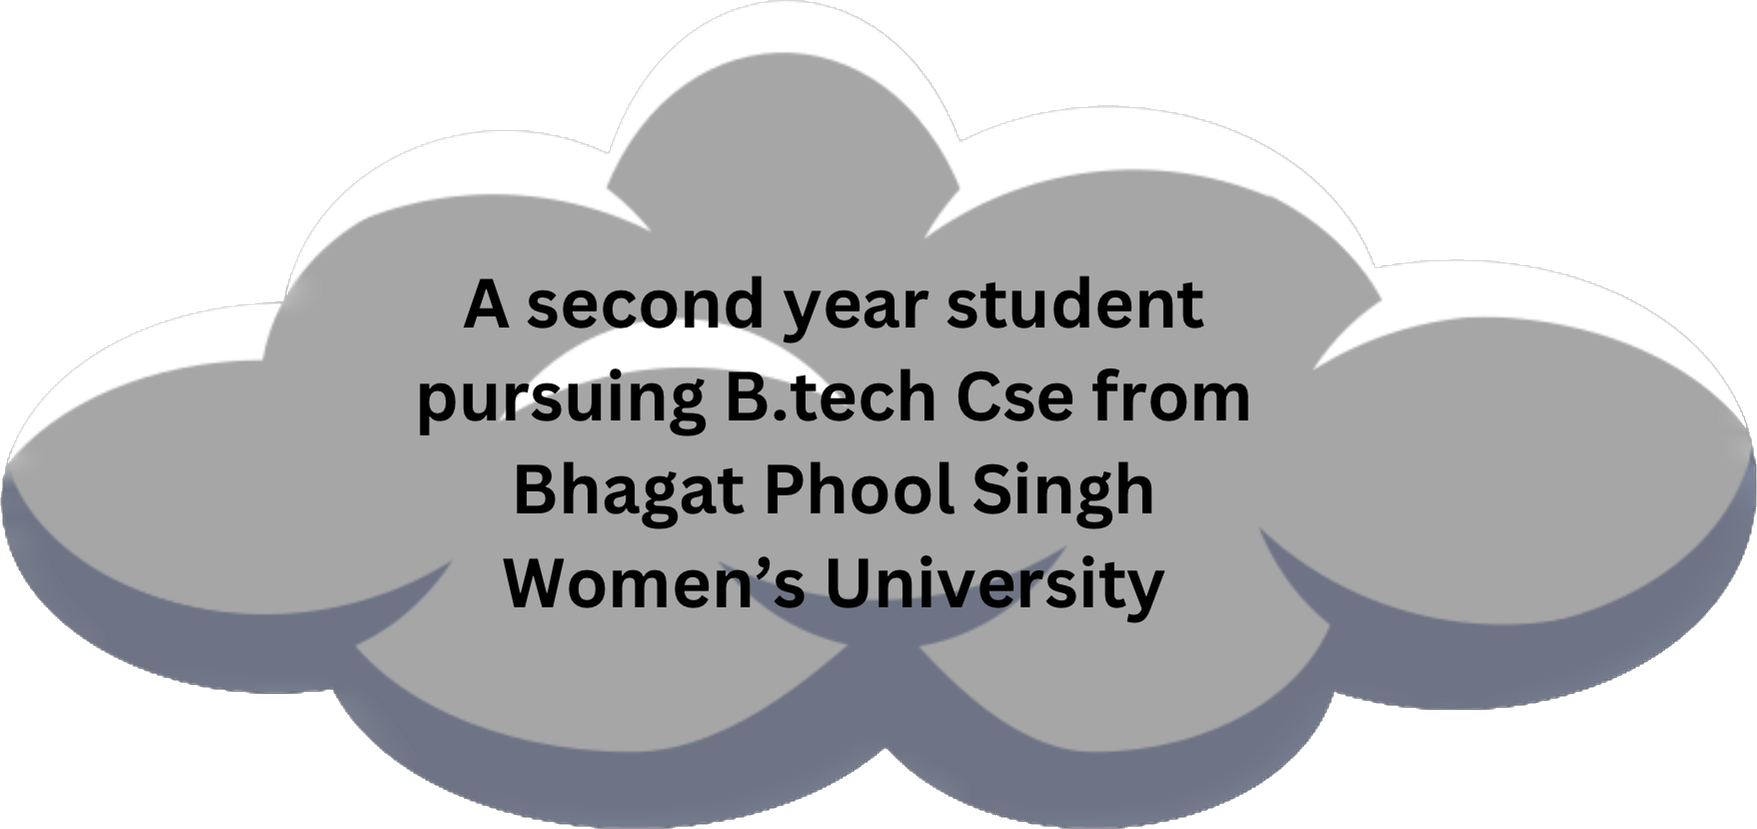 A second year student
pursuing B.tech Cse from
Bhagat Phool Singh
Women’s University